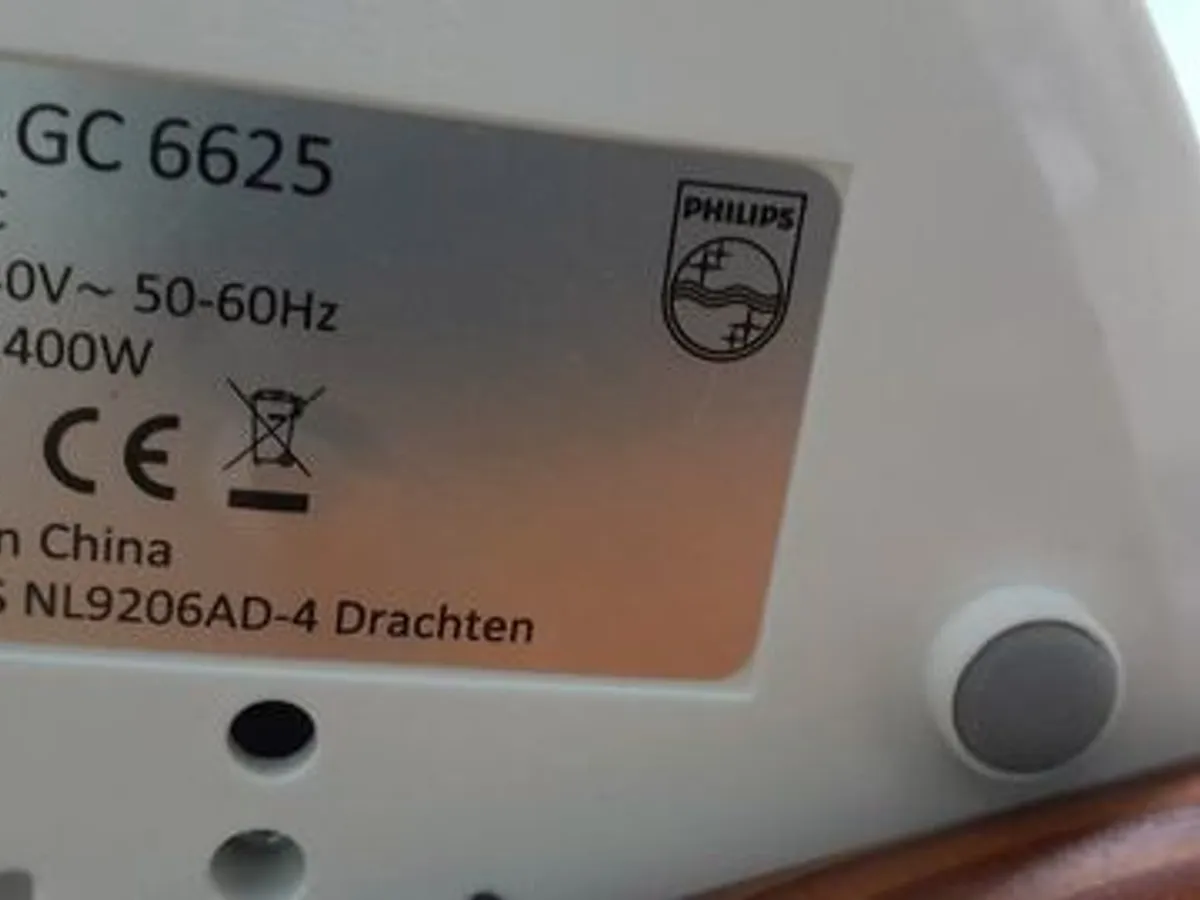 GC 6625
PHILIPS
0V~ 50-60Hz
400W
CE
n China
S NL9206AD-4 Drachten